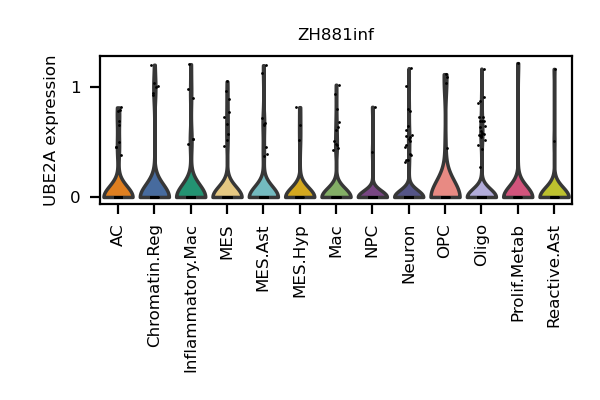 ZH881inf
UBE2A expression
1
0
AC
Chromatin.Reg
Inflammatory.Mac
MES
MES.Ast
MES.Hyp
Mac
NPC
Neuron
OPC
Oligo
Prolif.Metab
Reactive.Ast